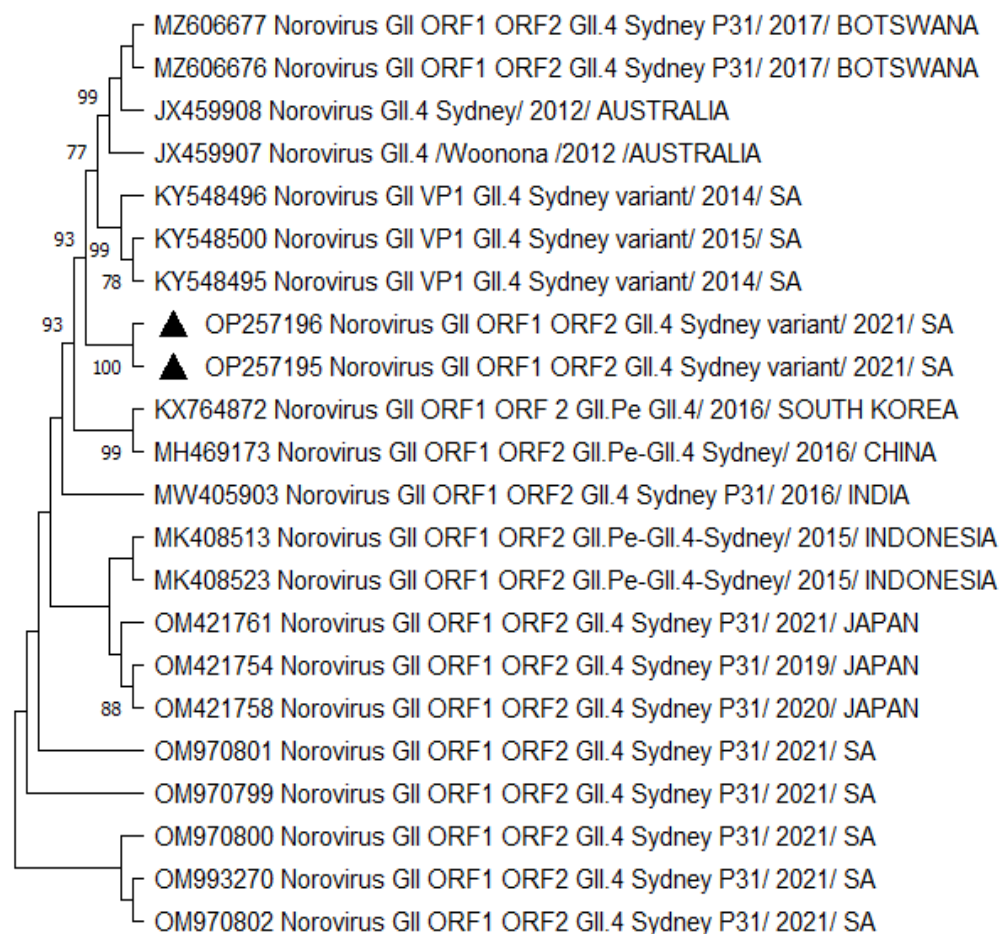 MZ606677 Norovirus GII ORF1 ORF2 GII.4 Sydney P31/ 2017/ BOTSWANA
MZ606676 Norovirus GII ORF1 ORF2 GII.4 Sydney P31/ 2017/ BOTSWANA
99
JX459908 Norovirus GII.4 Sydney/ 2012/ AUSTRALIA
77
JX459907 Norovirus GII.4 /Woonona /2012 /AUSTRALIA
KY548496 Norovirus GII VP1 GII.4 Sydney variant/ 2014/ SA
93
99
KY548500 Norovirus GII VP1 GII.4 Sydney variant/ 2015/ SA
78
KY548495 Norovirus GII VP1 GII.4 Sydney variant/ 2014/ SA
93
OP257196 Norovirus GII ORF1 ORF2 GII.4 Sydney variant/ 2021/ SA
100
OP257195 Norovirus GII ORF1 ORF2 GII.4 Sydney variant/ 2021/ SA
KX764872 Norovirus GII ORF1 ORF 2 GII.Pe GII.4/ 2016/ SOUTH KOREA
99
MH469173 Norovirus GII ORF1 ORF2 GII.Pe-GII.4 Sydney/ 2016/ CHINA
MW405903 Norovirus GII ORF1 ORF2 GII.4 Sydney P31/ 2016/ INDIA
MK408513 Norovirus GII ORF1 ORF2 GII.Pe-GII.4-Sydney/ 2015/ INDONESIA
MK408523 Norovirus GII ORF1 ORF2 GII.Pe-GII.4-Sydney/ 2015/ INDONESIA
OM421761 Norovirus GII ORF1 ORF2 GII.4 Sydney P31/ 2021/ JAPAN
OM421754 Norovirus GII ORF1 ORF2 GII.4 Sydney P31/ 2019/ JAPAN
88
OM421758 Norovirus GII ORF1 ORF2 GII.4 Sydney P31/ 2020/ JAPAN
OM970801 Norovirus GII ORF1 ORF2 GII.4 Sydney P31/ 2021/ SA
OM970799 Norovirus GII ORF1 ORF2 GII.4 Sydney P31/ 2021/ SA
OM970800 Norovirus GII ORF1 ORF2 GII.4 Sydney P31/ 2021/ SA
OM993270 Norovirus GII ORF1 ORF2 GII.4 Sydney P31/ 2021/ SA
OM970802 Norovirus GII ORF1 ORF2 GII.4 Sydney P31/ 2021/ SA